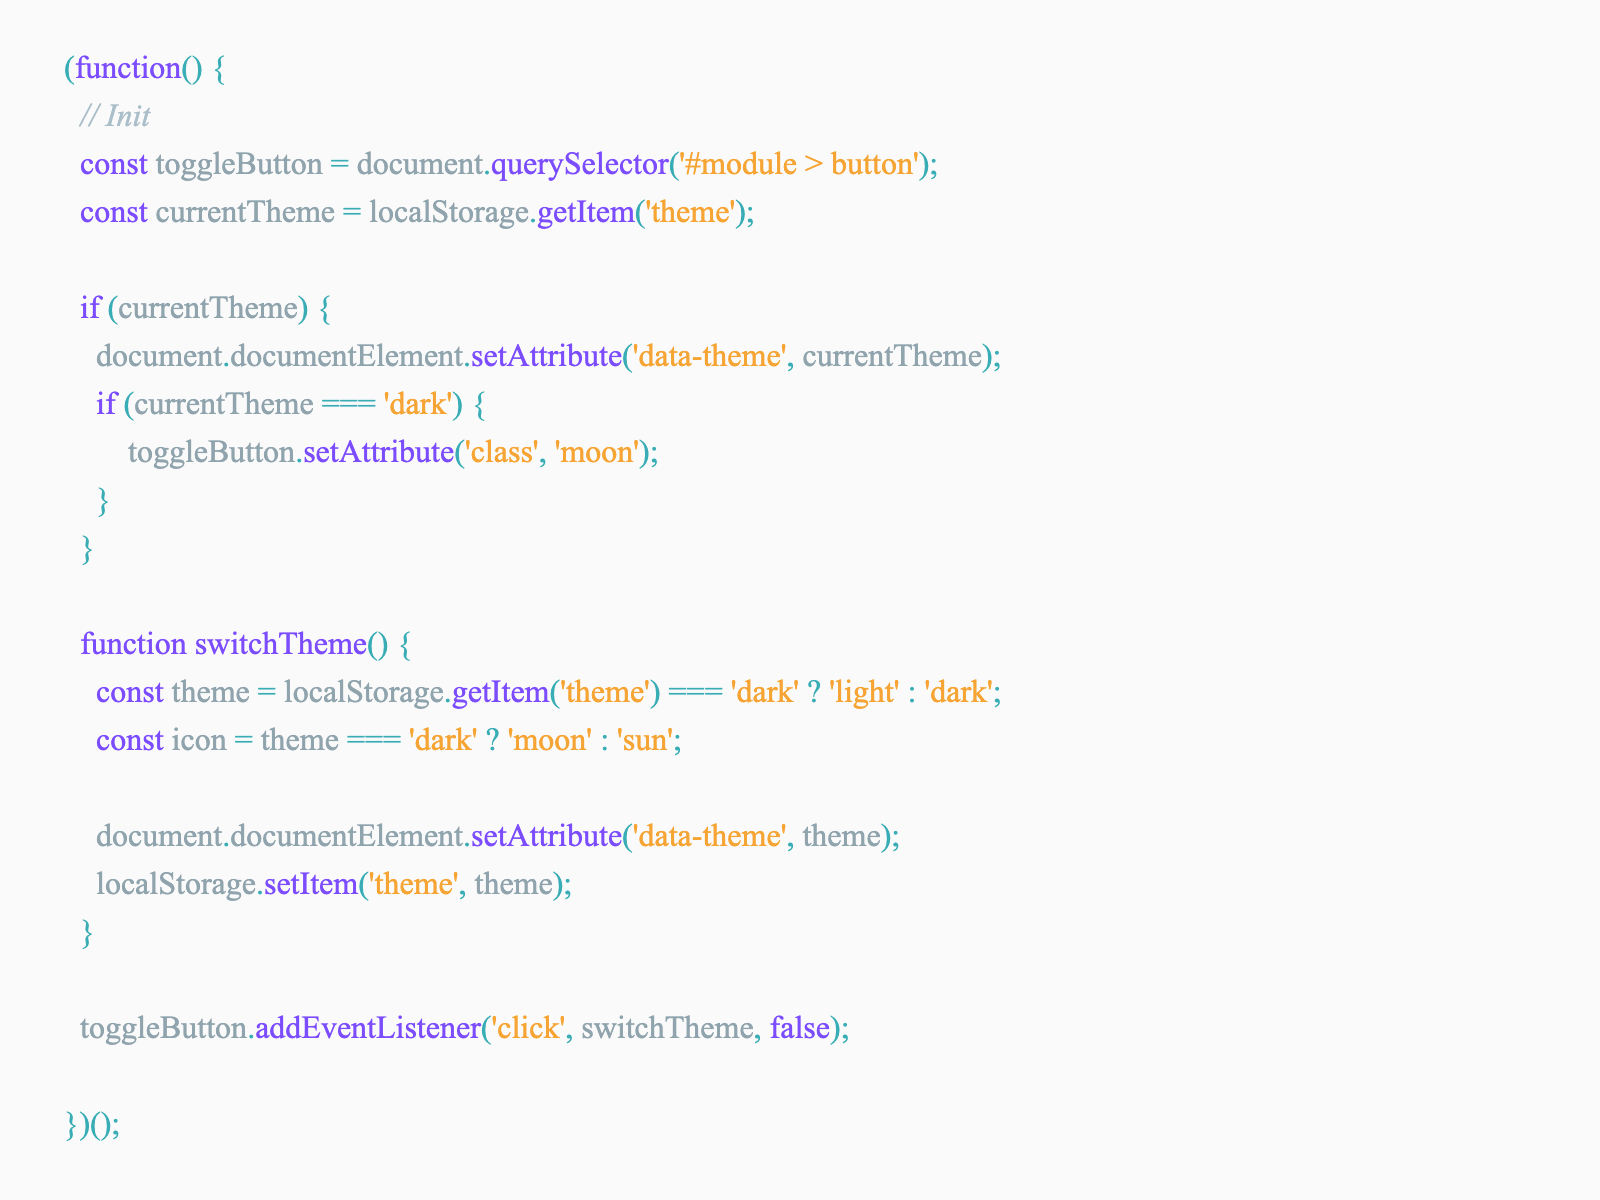 (function() {
  // Init
  const toggleButton = document.querySelector('#module > button');
  const currentTheme = localStorage.getItem('theme');

  if (currentTheme) {
    document.documentElement.setAttribute('data-theme', currentTheme);
    if (currentTheme === 'dark') {
        toggleButton.setAttribute('class', 'moon');
    }
  }

  function switchTheme() {
    const theme = localStorage.getItem('theme') === 'dark' ? 'light' : 'dark';
    const icon = theme === 'dark' ? 'moon' : 'sun';

    document.documentElement.setAttribute('data-theme', theme);
    localStorage.setItem('theme', theme);
  }

  toggleButton.addEventListener('click', switchTheme, false);

})();